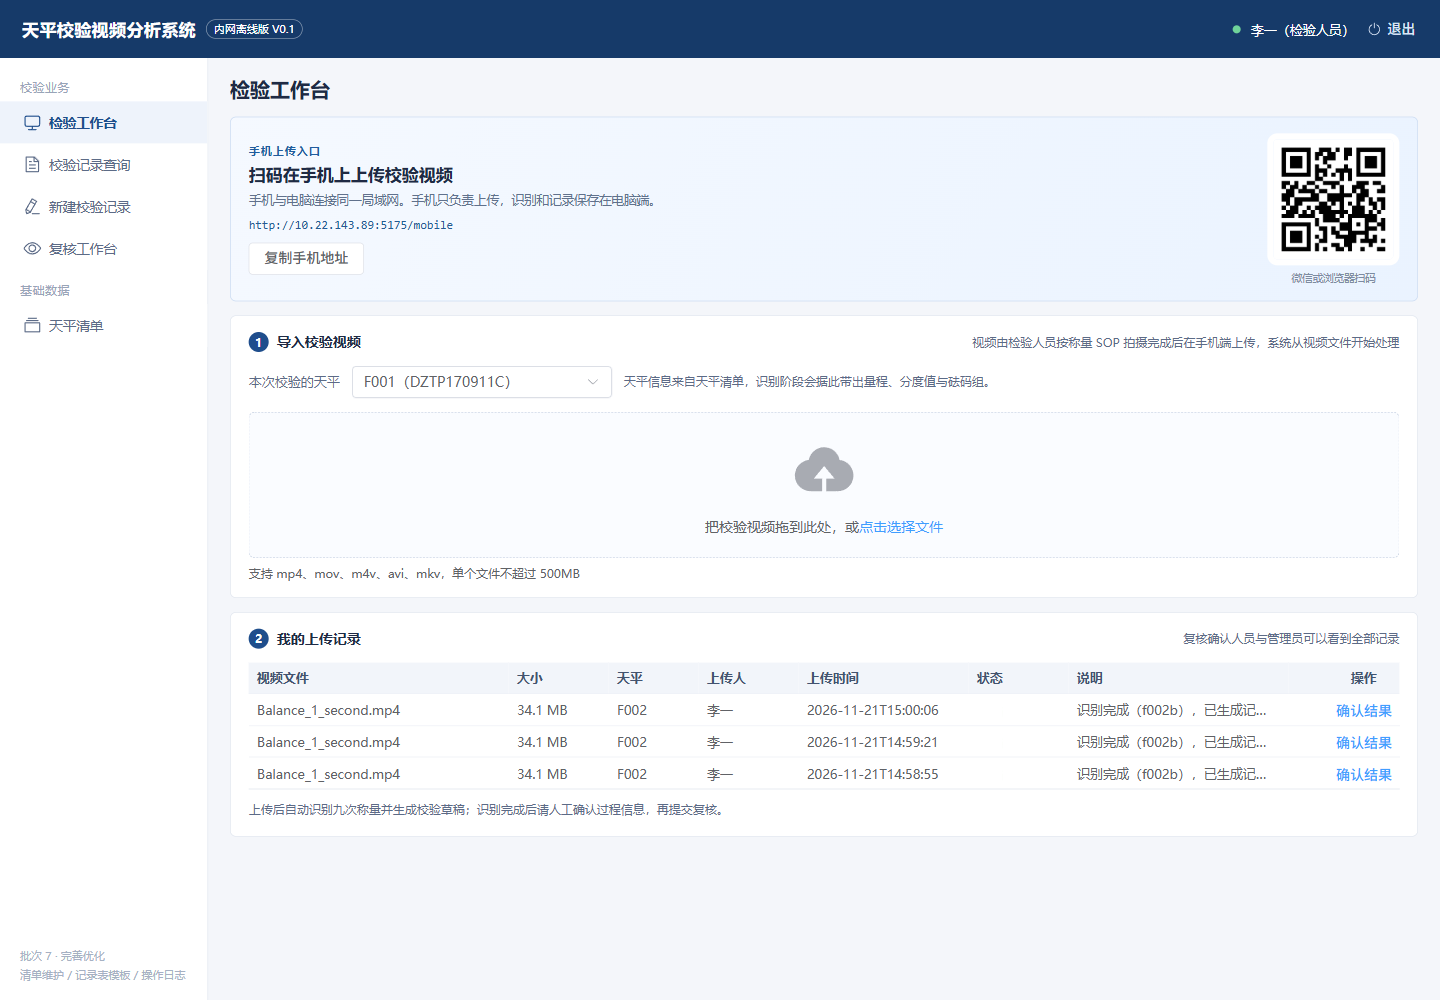 天平校验视频分析系统 内网离线版 V0.1
李一（检验人员） 退出
校验业务
检验工作台
校验记录查询
新建校验记录
复核工作台
基础数据
天平清单
批次 7 · 完善优化
清单维护 / 记录表模板 / 操作日志
检验工作台
手机上传入口
扫码在手机上上传校验视频
手机与电脑连接同一局域网。手机只负责上传，识别和记录保存在电脑端。
http://10.22.143.89:5175/mobile
复制手机地址
微信或浏览器扫码
1 导入校验视频 视频由检验人员按称量 SOP 拍摄完成后在手机端上传，系统从视频文件开始处理
本次校验的天平 F001（DZTP170911C） 天平信息来自天平清单，识别阶段会据此带出量程、分度值与砝码组。
把校验视频拖到此处，或点击选择文件
支持 mp4、mov、m4v、avi、mkv，单个文件不超过 500MB
2 我的上传记录 复核确认人员与管理员可以看到全部记录
视频文件 大小 天平 上传人 上传时间 状态 说明 操作
Balance_1_second.mp4 34.1 MB F002 李一 2026-11-21T15:00:06 识别完成（f002b），已生成记... 确认结果
Balance_1_second.mp4 34.1 MB F002 李一 2026-11-21T14:59:21 识别完成（f002b），已生成记... 确认结果
Balance_1_second.mp4 34.1 MB F002 李一 2026-11-21T14:58:55 识别完成（f002b），已生成记... 确认结果
上传后自动识别九次称量并生成校验草稿；识别完成后请人工确认过程信息，再提交复核。